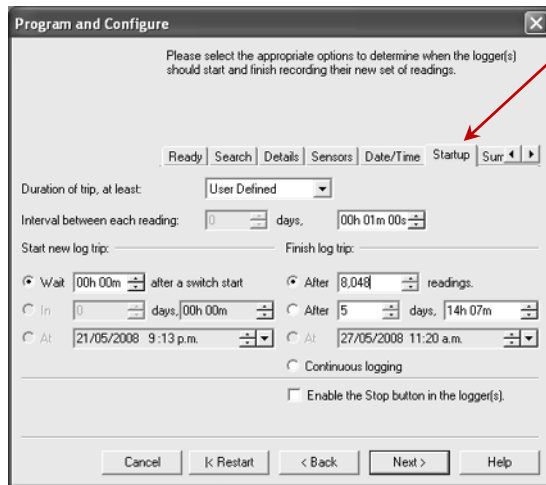 Program and Configure
Please select the appropriate options to determine when the logger(s)
should start and finish recording their new set of readings.
Ready Search Details Sensors Date/Time Startup Sum
Duration of trip, at least: User Defined
Interval between each reading: 0 days, 00h 01m 00s
Start new log trip: Finish log trip:
Wait 00h 00m after a switch start After 8,048 readings.
In 0 days, 00h 00m After 5 days, 14h 07m
At 21/05/2008 9:13 p.m. At 27/05/2008 11:20 a.m.
Continuous logging
Enable the Stop button in the logger(s).
Cancel |< Restart < Back Next > Help